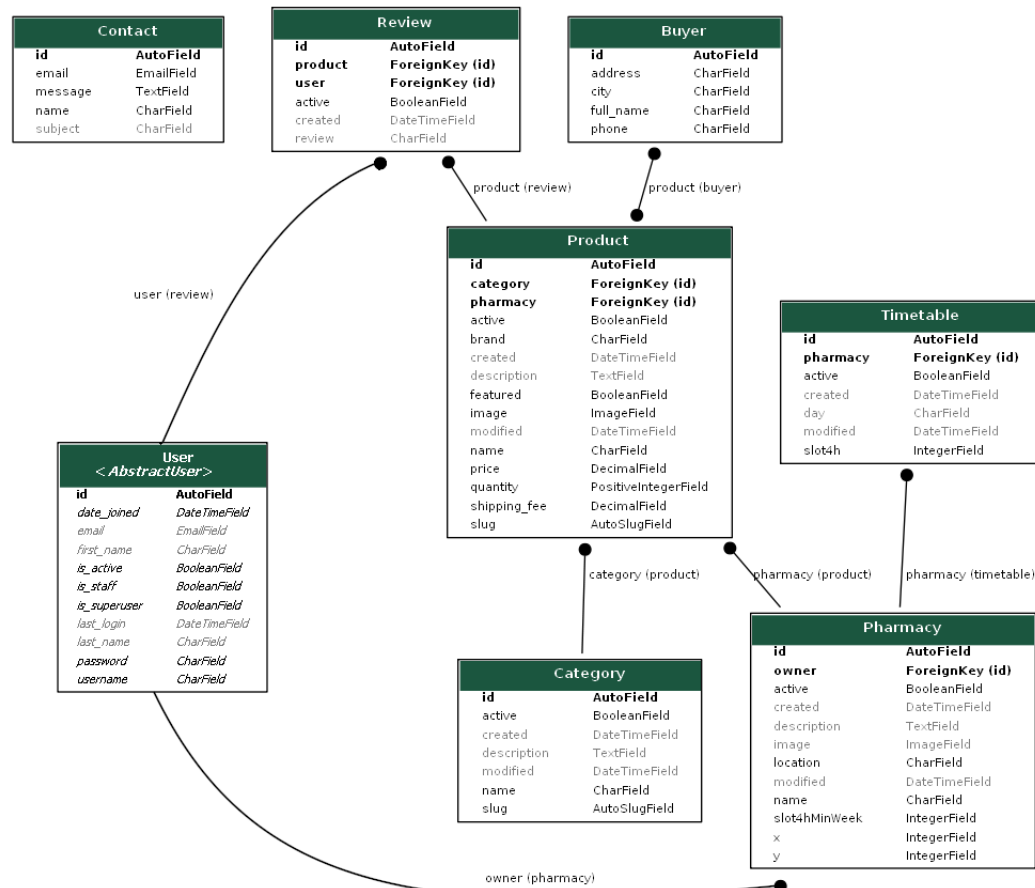 Contact
id AutoField
email EmailField
message TextField
name CharField
subject CharField
Review
id AutoField
product ForeignKey (id)
user ForeignKey (id)
active BooleanField
created DateTimeField
review CharField
Buyer
id AutoField
address CharField
city CharField
full_name CharField
phone CharField
product (review)
product (buyer)
user (review)
Product
id AutoField
category ForeignKey (id)
pharmacy ForeignKey (id)
active BooleanField
brand CharField
created DateTimeField
description TextField
featured BooleanField
image ImageField
modified DateTimeField
name CharField
price DecimalField
quantity PositiveIntegerField
shipping_fee DecimalField
slug AutoSlugField
Timetable
id AutoField
pharmacy ForeignKey (id)
active BooleanField
created DateTimeField
day CharField
modified DateTimeField
slot4h IntegerField
User
<AbstractUser>
id AutoField
date_joined DateTimeField
email EmailField
first_name CharField
is_active BooleanField
is_staff BooleanField
is_superuser BooleanField
last_login DateTimeField
last_name CharField
password CharField
username CharField
category (product)
pharmacy (product)
pharmacy (timetable)
Category
id AutoField
active BooleanField
created DateTimeField
description TextField
modified DateTimeField
name CharField
slug AutoSlugField
Pharmacy
id AutoField
owner ForeignKey (id)
active BooleanField
created DateTimeField
description TextField
image ImageField
location CharField
modified DateTimeField
name CharField
slot4hMinWeek IntegerField
x IntegerField
y IntegerField
owner (pharmacy)